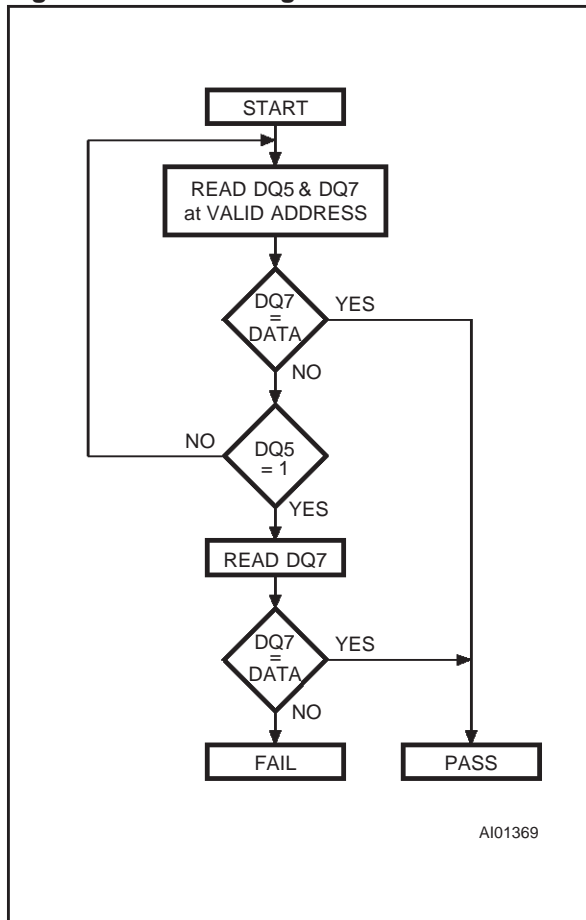 START
READ DQ5 & DQ7
at VALID ADDRESS
DQ7
=
DATA
YES
NO
NO
DQ5
= 1
YES
READ DQ7
DQ7
=
DATA
YES
NO
FAIL
PASS
AI01369